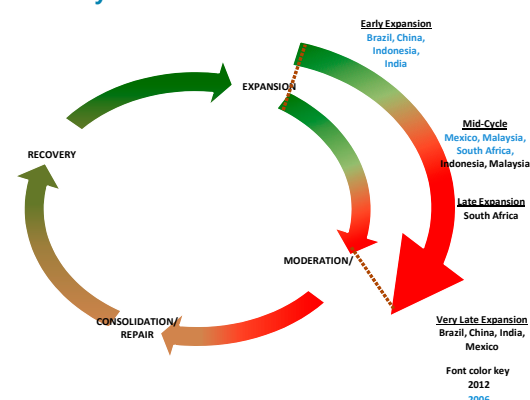 Early Expansion
Brazil, China,
Indonesia,
India
EXPANSION
Mid-Cycle
Mexico, Malaysia,
South Africa,
Indonesia, Malaysia
RECOVERY
Late Expansion
South Africa
MODERATION/
CONSOLIDATION/
REPAIR
Very Late Expansion
Brazil, China, India,
Mexico
Font color key
2012
2006